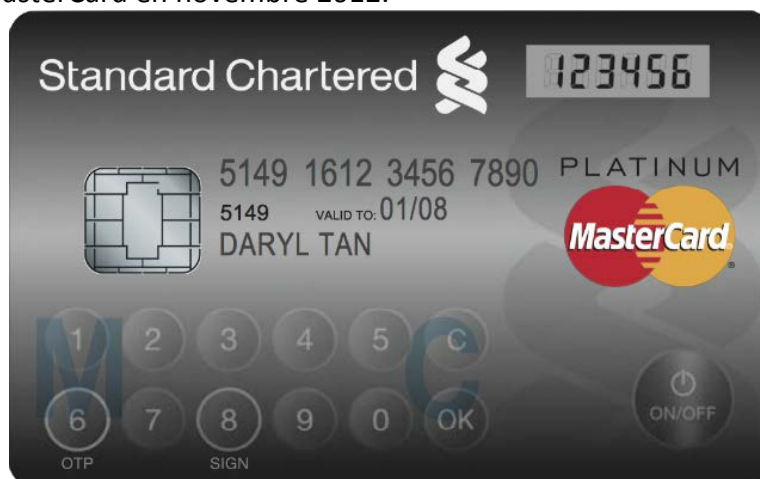 MasterCard en novembre 2012.
Standard Chartered 123456
5149 1612 3456 7890 PLATINUM
5149 VALID TO: 01/08
DARYL TAN
MasterCard
M C
1 2 3 4 5 C
6 7 8 9 0 OK
ON/OFF
OTP SIGN